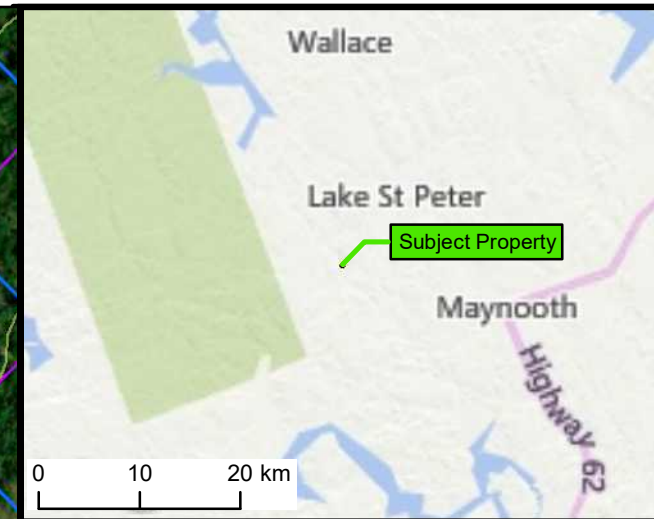 Wallace
Lake St Peter
Subject Property
Maynooth
Highway 62
0 10 20 km